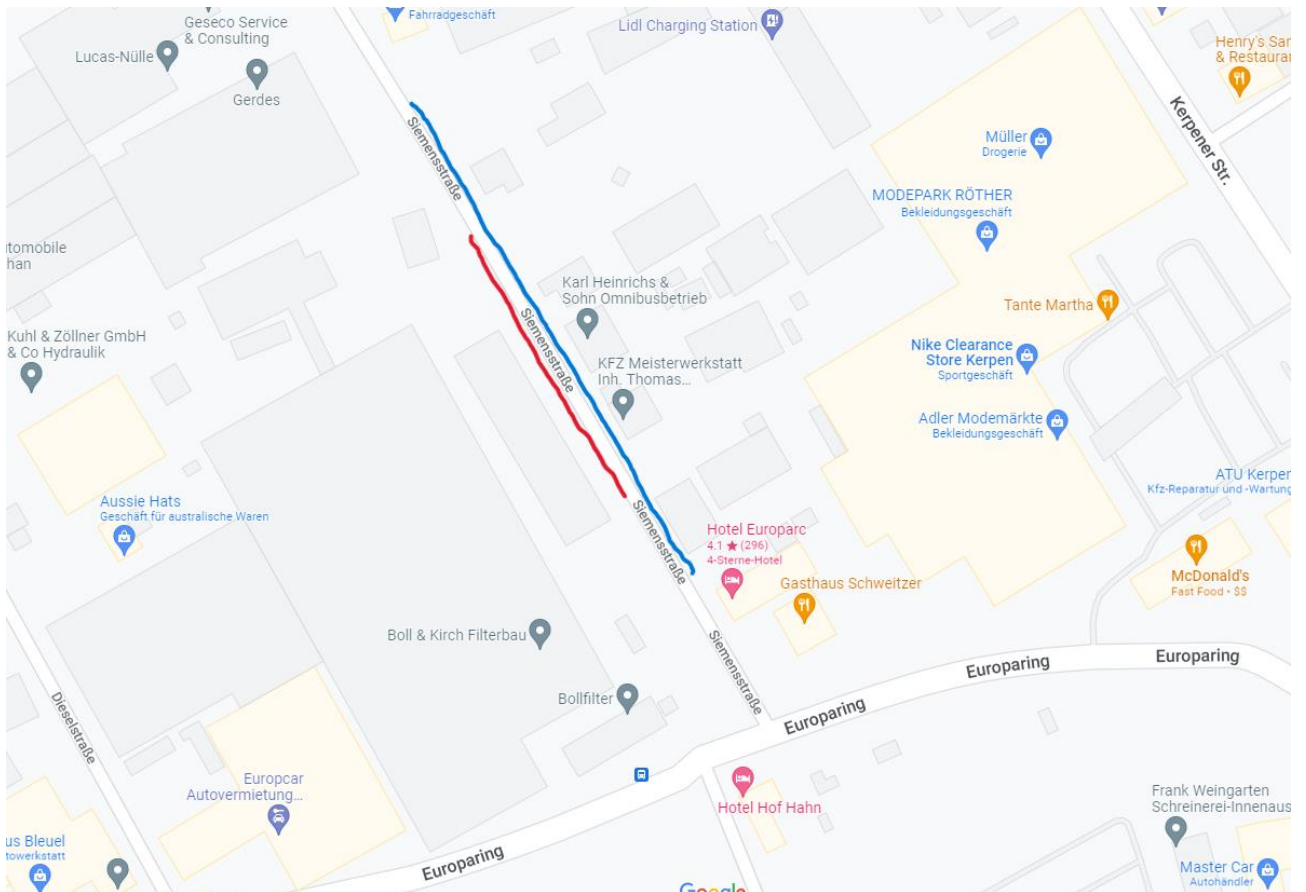 Geseco Service
& Consulting
Fahrradgeschäft
Lidl Charging Station
Lucas-Nülle
Gerdes
Henry's
& Restaurant
Kerpener Str.
Siemensstraße
Müller
Drogerie
MODEPARK RÖTHER
Bekleidungsgeschäft
utomobile
han
Karl Heinrichs &
Sohn Omnibusbetrieb
Tante Martha
Siemensstraße
Kuhl & Zöllner GmbH
& Co Hydraulik
Nike Clearance
Store Kerpen
Sportgeschäft
KFZ Meisterwerkstatt
Inh. Thomas...
Adler Modemärkte
Bekleidungsgeschäft
ATU Kerpen
Kfz-Reparatur und -Wartung
Aussie Hats
Geschäft für australische Waren
Siemensstraße
Hotel Europarc
4.1 ★ (296)
4-Sterne-Hotel
Gasthaus Schweitzer
McDonald's
Fast Food • $$
Boll & Kirch Filterbau
Siemensstraße
Europaring
Europaring
Bollfilter
Europaring
Dieselstraße
Europcar
Autovermietung...
Hotel Hof Hahn
Frank Weingarten
Schreinerei-Innenaus
us Bleuel
towerkstatt
Europaring
Master Car
Autohändler
Google